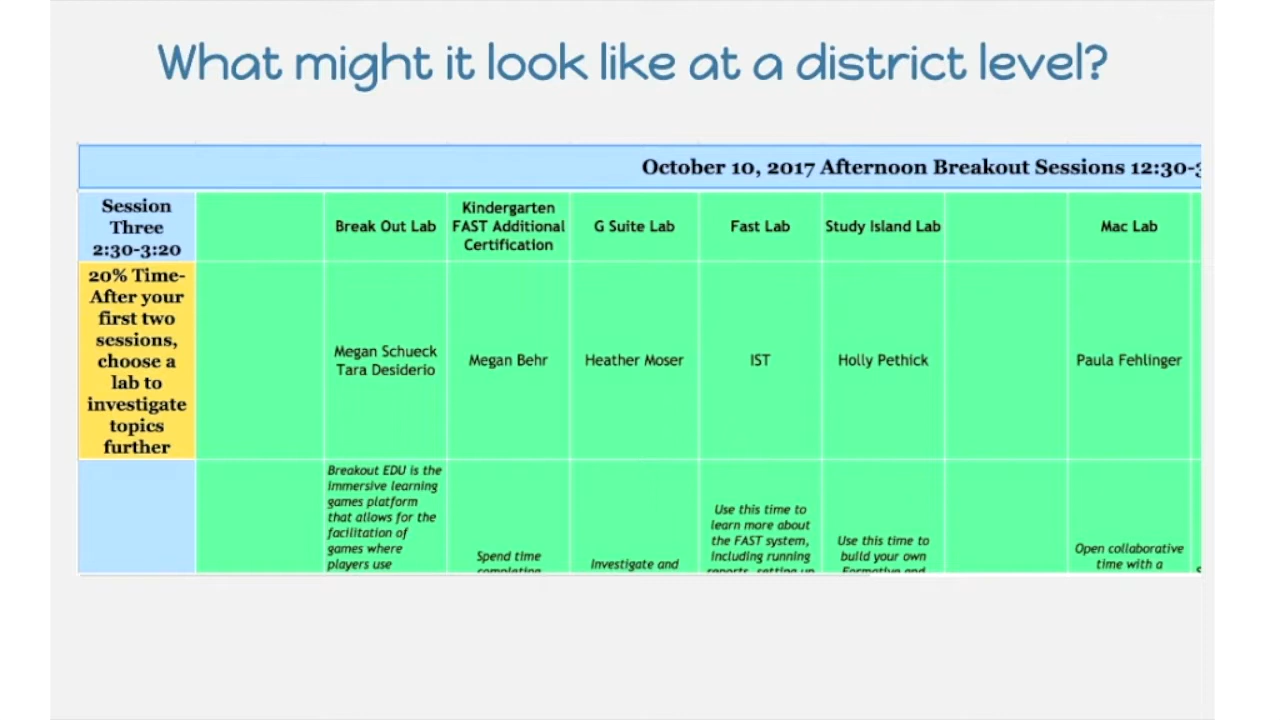 What might it look like at a district level?
October 10, 2017 Afternoon Breakout Sessions 12:30-
Session
Three
2:30-3:20
Break Out Lab
Kindergarten
FAST Additional
Certification
G Suite Lab
Fast Lab
Study Island Lab
Mac Lab
20% Time-
After your
first two
sessions,
choose a
lab to
investigate
topics
further
Megan Schueck
Tara Desiderio
Megan Behr
Heather Moser
IST
Holly Pethick
Paula Fehlinger
Breakout EDU is the
immersive learning
games platform
that allows for the
facilitation of
games where
players use
Spend time
completing
Investigate and
Use this time to
learn more about
the FAST system,
including running
reports, setting up
Use this time to
build your own
Formative and
Open collaborative
time with a